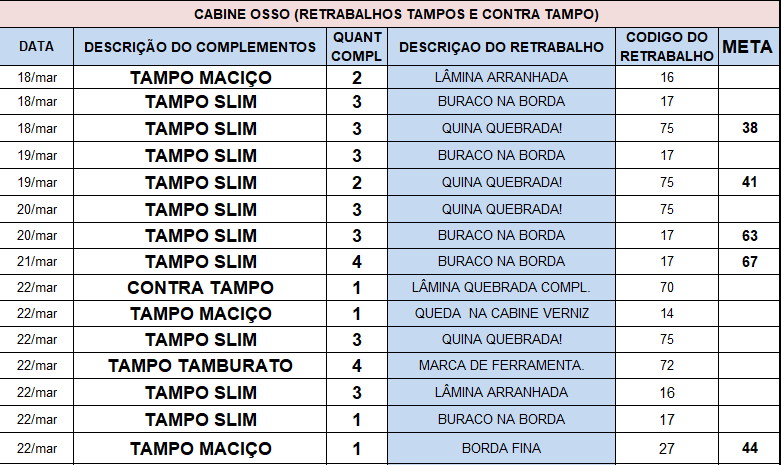 CABINE OSSO (RETRABALHOS TAMPOS E CONTRA TAMPO)
DATA DESCRIÇÃO DO COMPLEMENTOS QUANT COMPL DESCRIÇAO DO RETRABALHO CODIGO DO RETRABALHO META
18/mar TAMPO MACIÇO 2 LÂMINA ARRANHADA 16
18/mar TAMPO SLIM 3 BURACO NA BORDA 17
18/mar TAMPO SLIM 3 QUINA QUEBRADA! 75 38
19/mar TAMPO SLIM 3 BURACO NA BORDA 17
19/mar TAMPO SLIM 2 QUINA QUEBRADA! 75 41
20/mar TAMPO SLIM 3 QUINA QUEBRADA! 75
20/mar TAMPO SLIM 3 BURACO NA BORDA 17 63
21/mar TAMPO SLIM 4 BURACO NA BORDA 17 67
22/mar CONTRA TAMPO 1 LÂMINA QUEBRADA COMPL. 70
22/mar TAMPO MACIÇO 1 QUEDA NA CABINE VERNIZ 14
22/mar TAMPO SLIM 3 QUINA QUEBRADA! 75
22/mar TAMPO TAMBURATO 4 MARCA DE FERRAMENTA. 72
22/mar TAMPO SLIM 3 LÂMINA ARRANHADA 16
22/mar TAMPO SLIM 1 BURACO NA BORDA 17
22/mar TAMPO MACIÇO 1 BORDA FINA 27 44